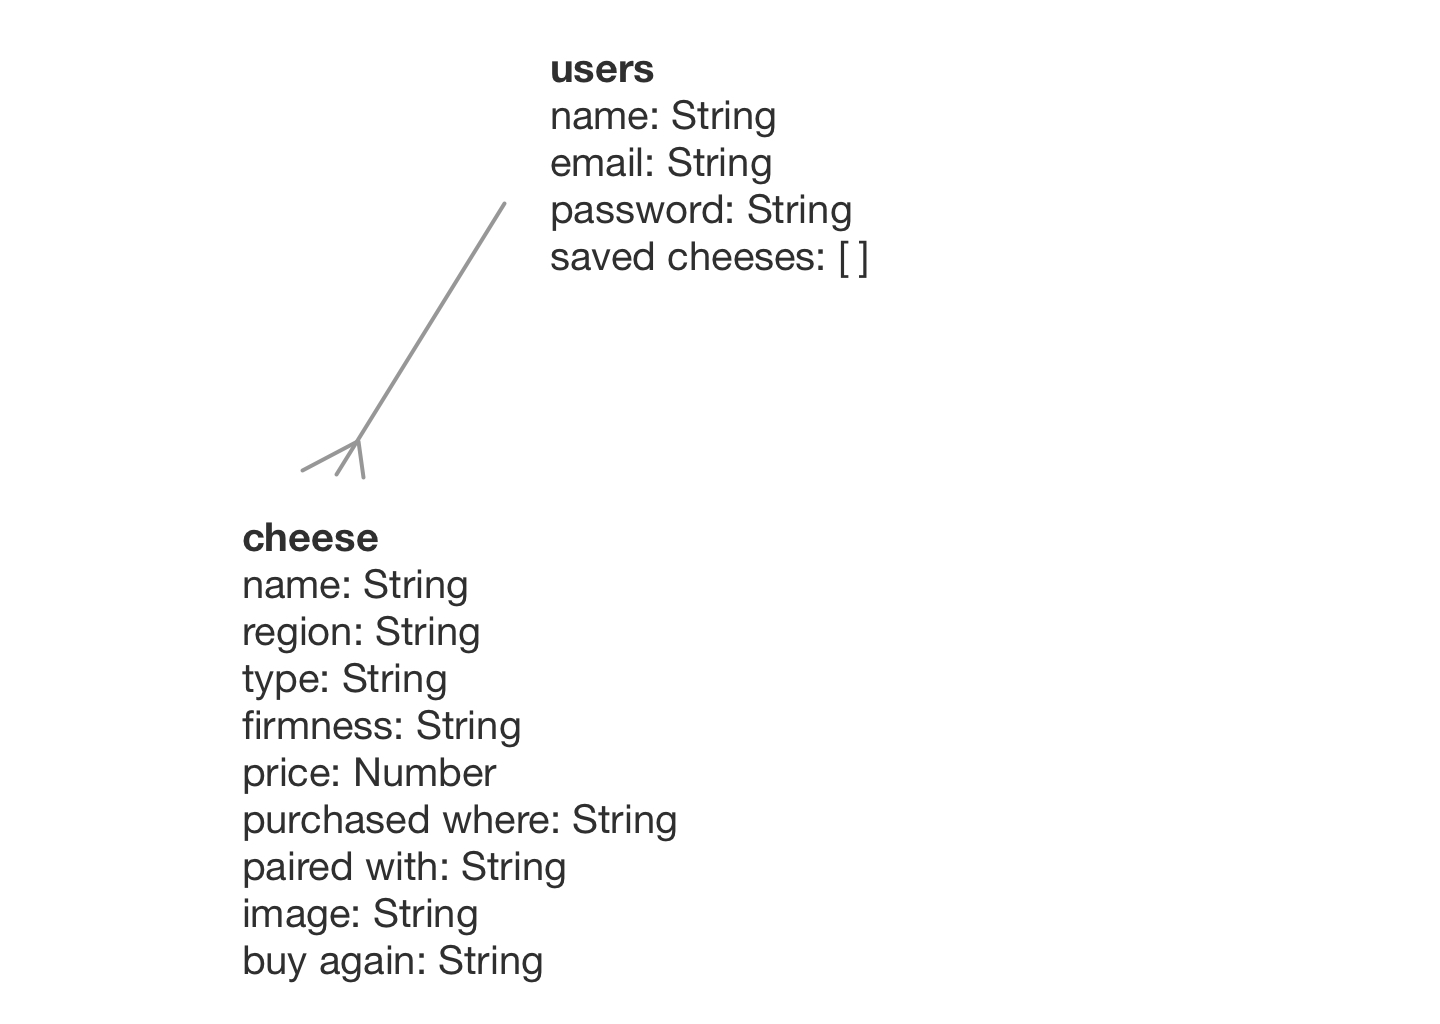 users
name: String
email: String
password: String
saved cheeses: [ ]
cheese
name: String
region: String
type: String
firmness: String
price: Number
purchased where: String
paired with: String
image: String
buy again: String